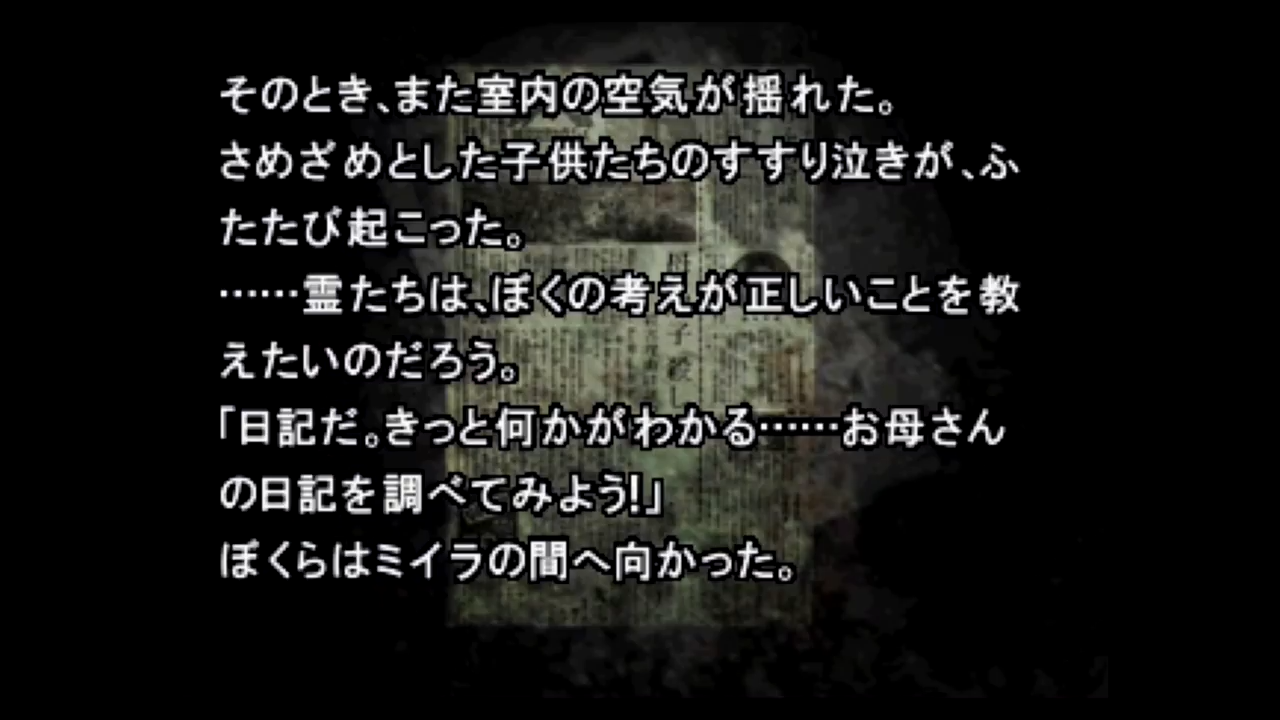 そのとき、また室内の空気が揺れた。
さめざめとした子供たちのすすり泣きが、ふ
たたび起こった。
……霊たちは、ぼくの考えが正しいことを教
えたいのだろう。
「日記だ。きっと何かがわかる……お母さん
の日記を調べてみよう!」
ぼくらはミイラの間へ向かった。